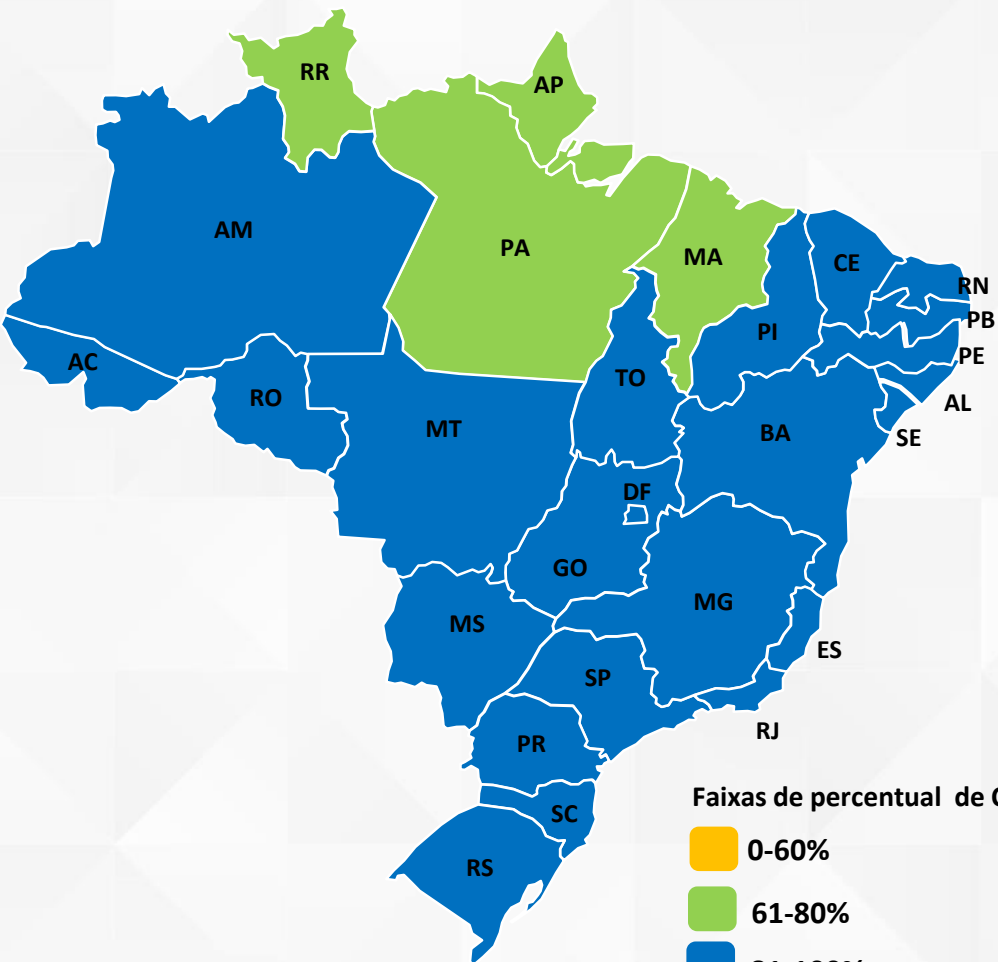 RR
AP
AM
PA
MA
CE
RN
PI
PB
AC
PE
TO
RO
AL
MT
BA
SE
DF
GO
MG
MS
ES
SP
RJ
PR
Faixas de percentual de
SC
0-60%
RS
61-80%